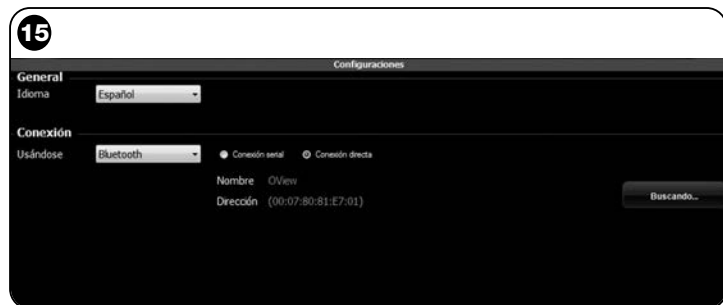 15
Configuraciones
General
Idioma Español
Conexión
Usándose Bluetooth Conexión serial Conexión directa
Nombre OView
Dirección (00:07:80:81:E7:01)
Buscando...